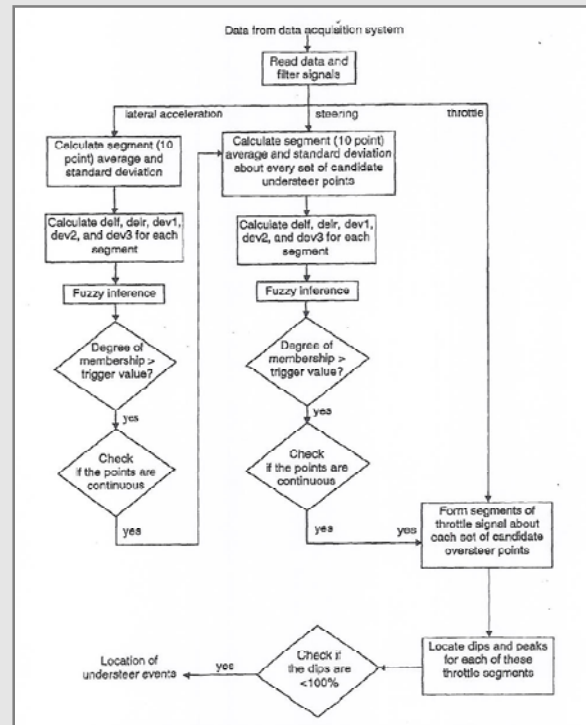 Data from data acquisition system
Read data and
filter signals
lateral acceleration
steering
throttle
Calculate segment (10
point) average and
standard deviation
Calculate segment (10 point)
average and standard deviation
about every set of candidate
understeer points
Calculate delf, delr, dev1,
dev2, and dev3 for each
segment
Calculate delf, delr, dev1,
dev2, and dev3 for each
segment
Fuzzy inference
Fuzzy inference
Degree of
membership >
trigger value?
Degree of
membership >
trigger value?
yes
yes
Check
if the points are
continuous
Check
if the points are
continuous
yes
yes
yes
Form segments of
throttle signal about
each set of candidate
oversteer points
Locate dips and peaks
for each of these
throttle segments
Check if
the dips are
<100%
yes
Location of
understeer events